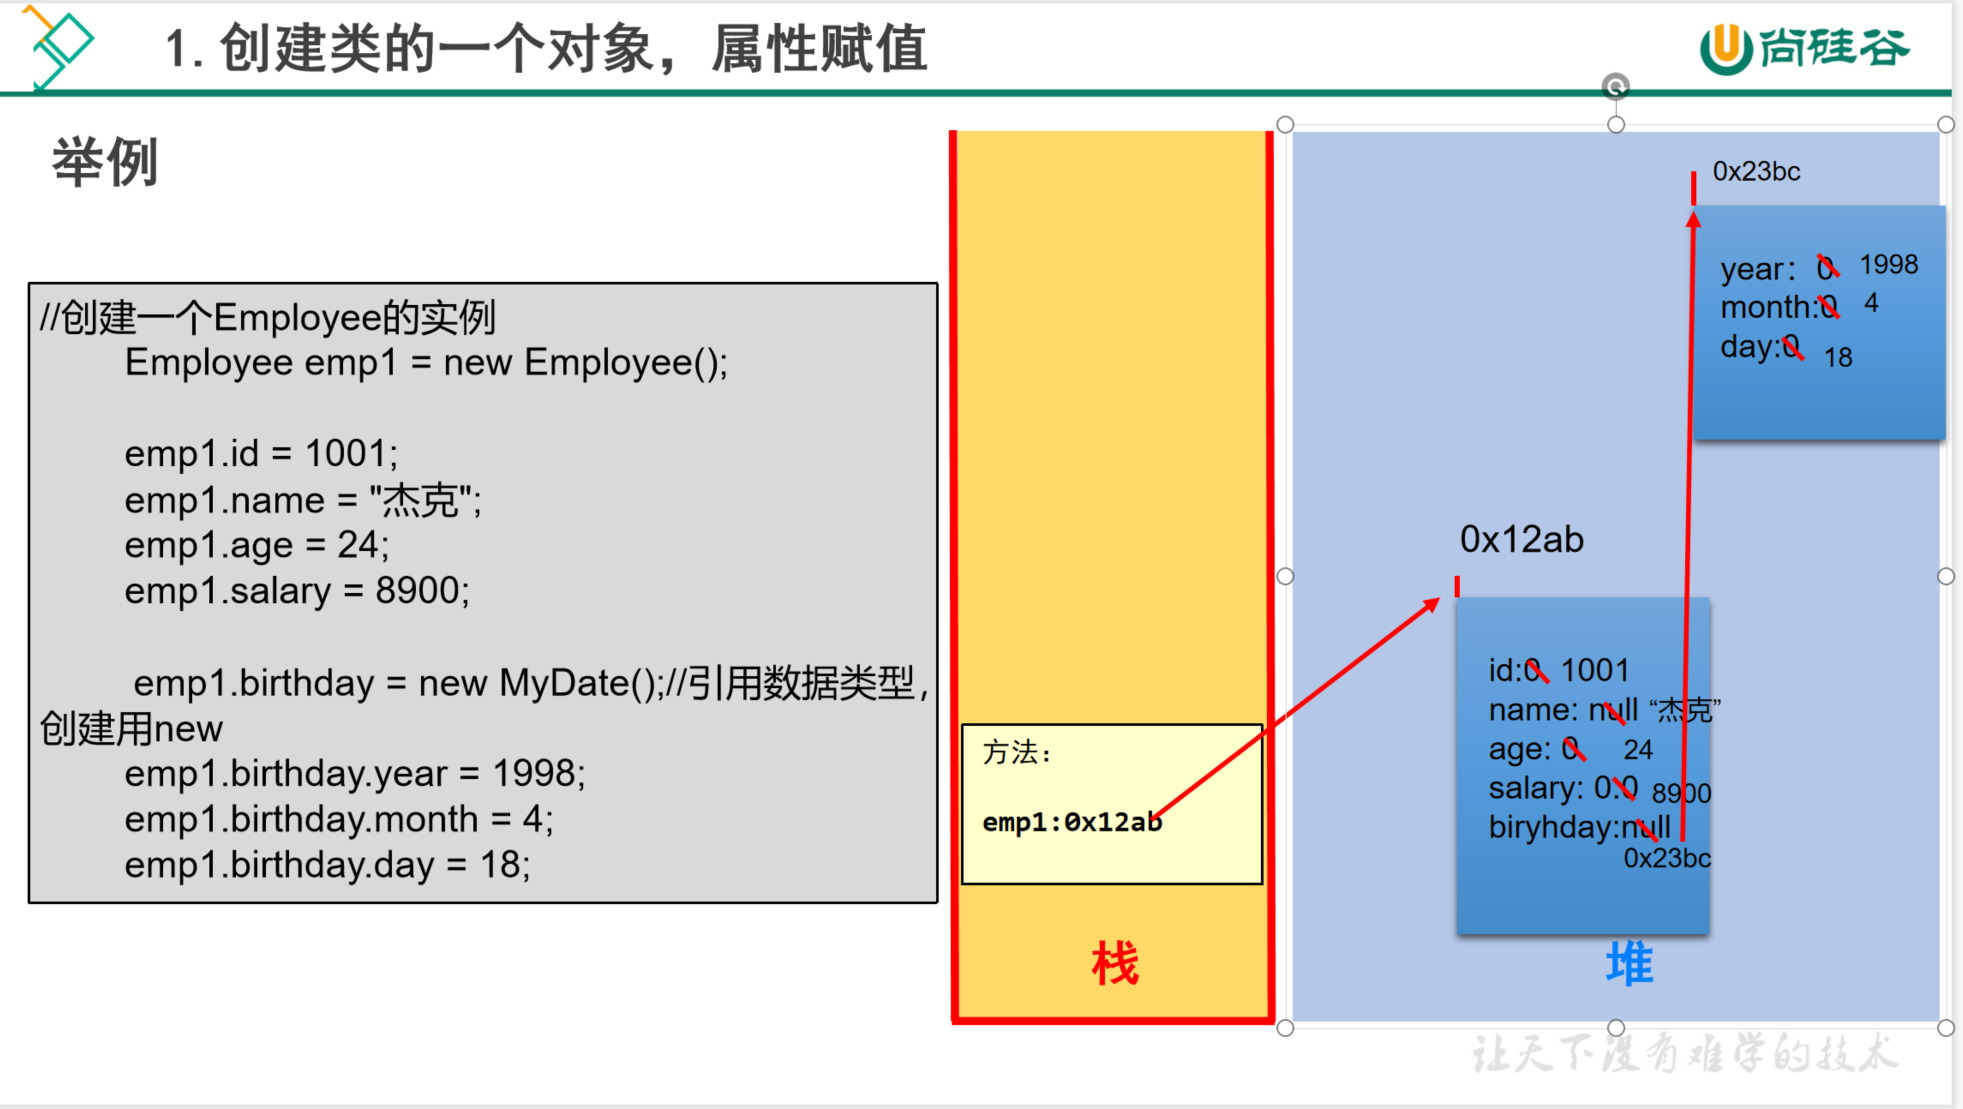 1. 创建类的一个对象，属性赋值
尚硅谷
举例
//创建一个Employee的实例
Employee emp1 = new Employee();
emp1.id = 1001;
emp1.name = "杰克";
emp1.age = 24;
emp1.salary = 8900;
emp1.birthday = new MyDate();//引用数据类型，
创建用new
emp1.birthday.year = 1998;
emp1.birthday.month = 4;
emp1.birthday.day = 18;
方法：
emp1:0x12ab
栈
0x23bc
year： 0 1998
month:0 4
day:0 18
0x12ab
id:0 1001
name: null “杰克”
age: 0 24
salary: 0.0 8900
biryhday:null
0x23bc
堆
让天下没有难学的技术